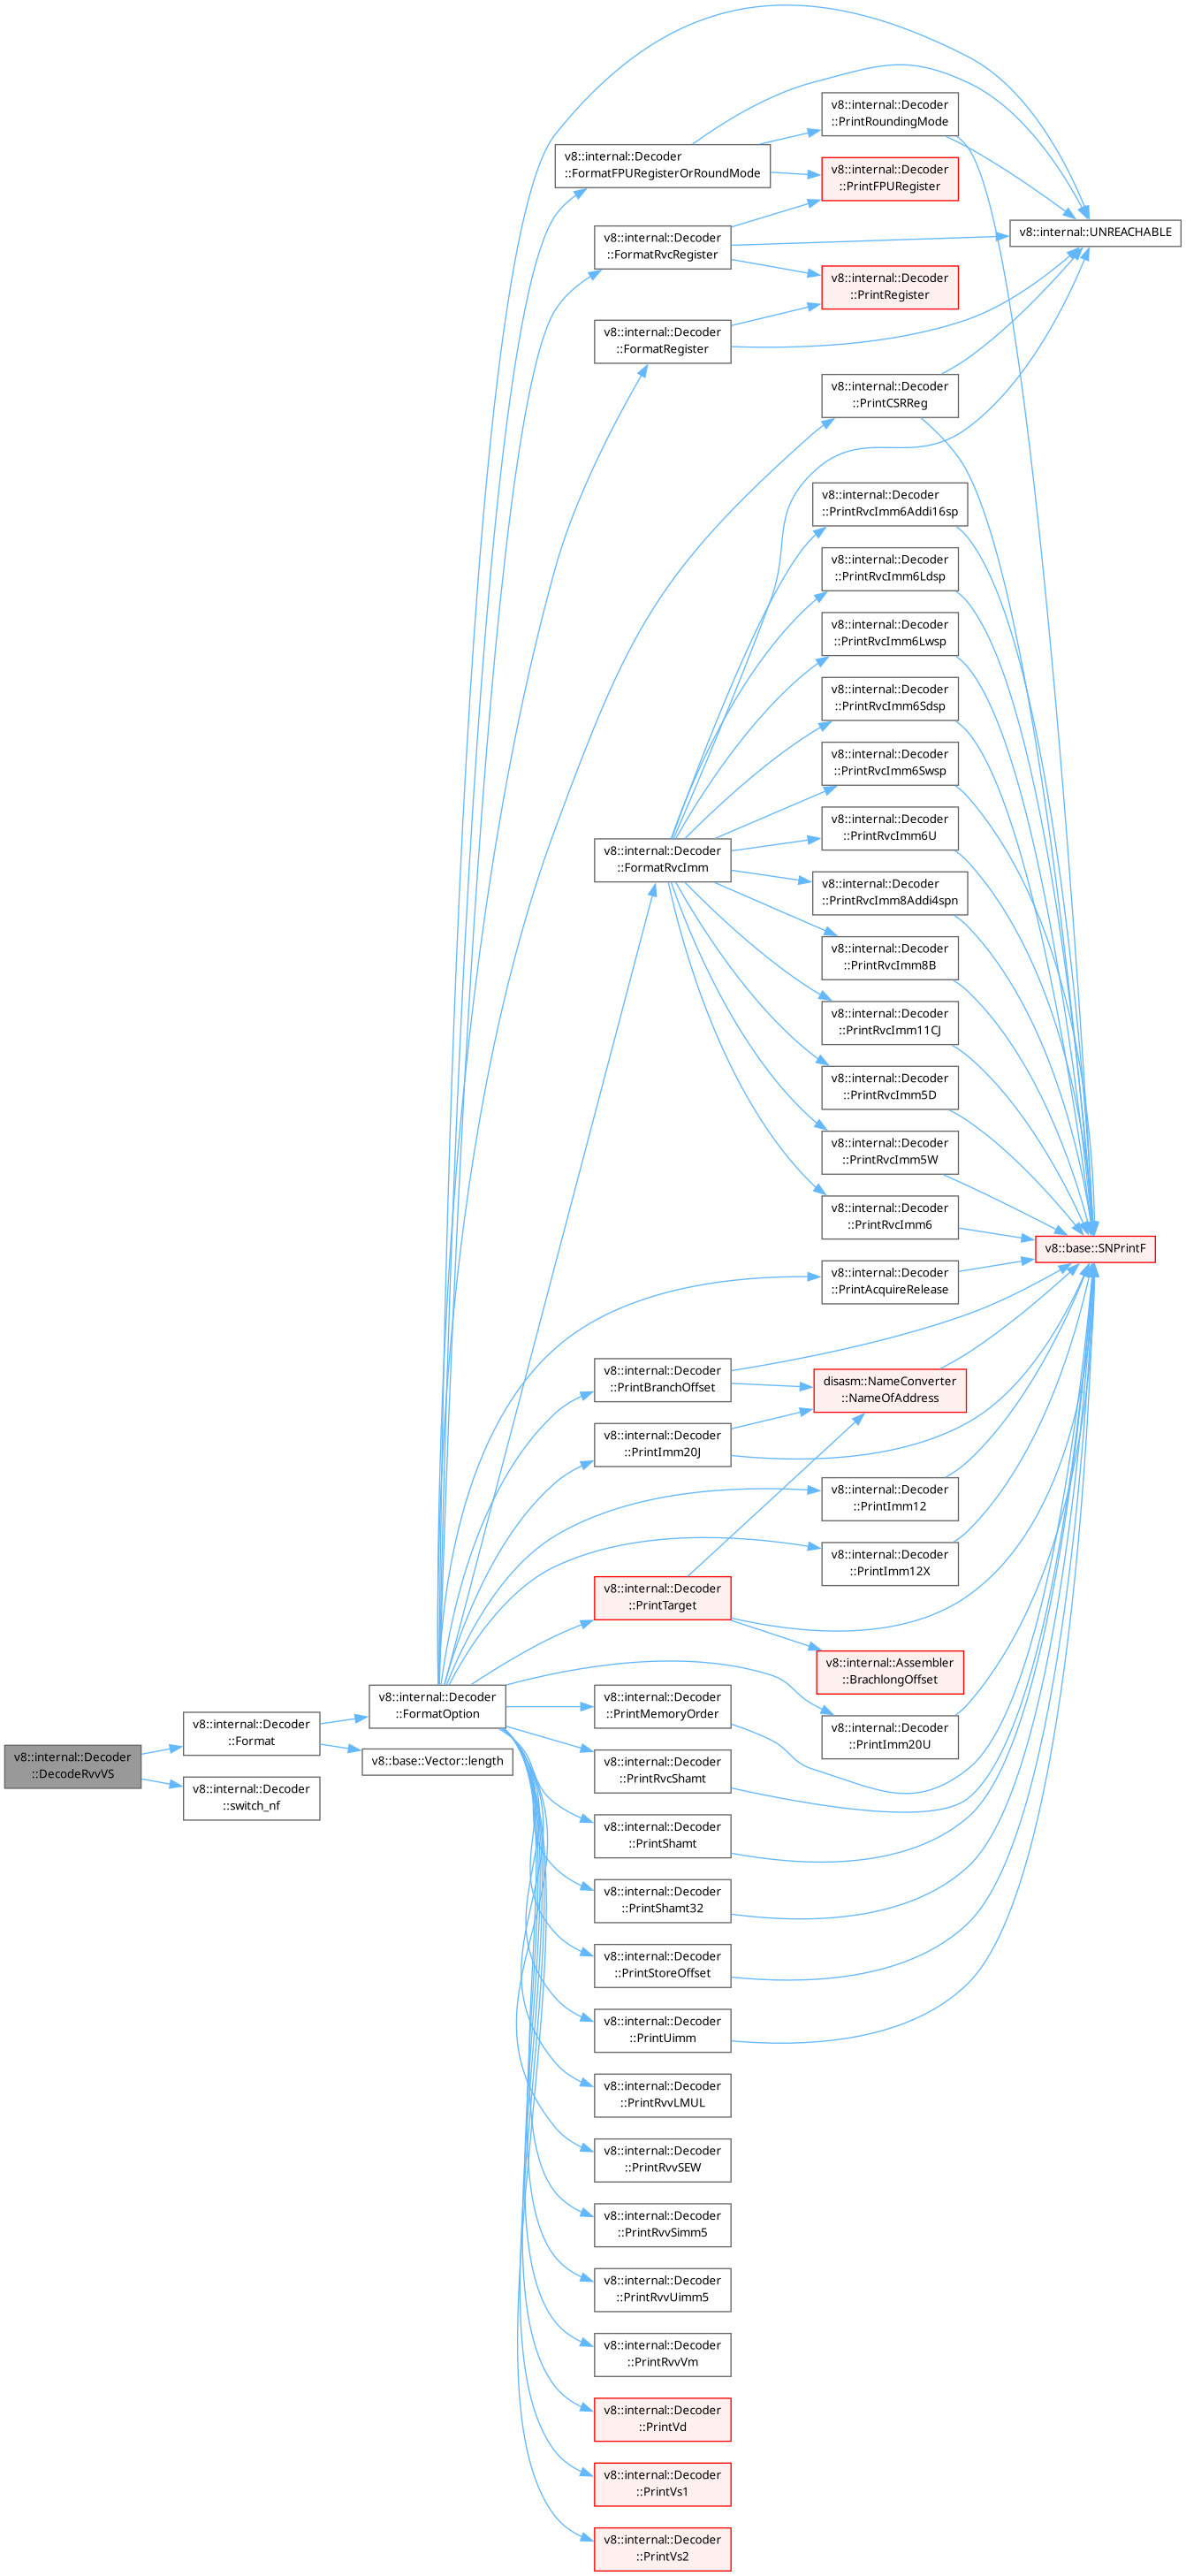 v8::internal::Decoder
::DecodeRvvVS
v8::internal::Decoder
::Format
v8::internal::Decoder
::switch_nf
v8::internal::Decoder
::FormatOption
v8::base::Vector::length
v8::internal::Decoder
::FormatFPURegisterOrRoundMode
v8::internal::Decoder
::FormatRvcRegister
v8::internal::Decoder
::FormatRegister
v8::internal::Decoder
::FormatRvcImm
v8::internal::Decoder
::PrintBranchOffset
v8::internal::Decoder
::PrintImm20J
v8::internal::Decoder
::PrintTarget
v8::internal::Decoder
::PrintMemoryOrder
v8::internal::Decoder
::PrintRvcShamt
v8::internal::Decoder
::PrintShamt
v8::internal::Decoder
::PrintShamt32
v8::internal::Decoder
::PrintStoreOffset
v8::internal::Decoder
::PrintUimm
v8::internal::Decoder
::PrintRvvLMUL
v8::internal::Decoder
::PrintRvvSEW
v8::internal::Decoder
::PrintRvvSimm5
v8::internal::Decoder
::PrintRvvUimm5
v8::internal::Decoder
::PrintRvvVm
v8::internal::Decoder
::PrintVd
v8::internal::Decoder
::PrintVs1
v8::internal::Decoder
::PrintVs2
v8::internal::Decoder
::PrintRoundingMode
v8::internal::Decoder
::PrintFPURegister
v8::internal::Decoder
::PrintRegister
v8::internal::Decoder
::PrintCSRReg
v8::internal::Decoder
::PrintRvcImm6Addi16sp
v8::internal::Decoder
::PrintRvcImm6Ldsp
v8::internal::Decoder
::PrintRvcImm6Lwsp
v8::internal::Decoder
::PrintRvcImm6Sdsp
v8::internal::Decoder
::PrintRvcImm6Swsp
v8::internal::Decoder
::PrintRvcImm6U
v8::internal::Decoder
::PrintRvcImm8Addi4spn
v8::internal::Decoder
::PrintRvcImm8B
v8::internal::Decoder
::PrintRvcImm11CJ
v8::internal::Decoder
::PrintRvcImm5D
v8::internal::Decoder
::PrintRvcImm5W
v8::internal::Decoder
::PrintRvcImm6
v8::internal::Decoder
::PrintAcquireRelease
disasm::NameConverter
::NameOfAddress
v8::internal::Decoder
::PrintImm12
v8::internal::Decoder
::PrintImm12X
v8::internal::Assembler
::BrachlongOffset
v8::internal::Decoder
::PrintImm20U
v8::internal::UNREACHABLE
v8::base::SNPrintF